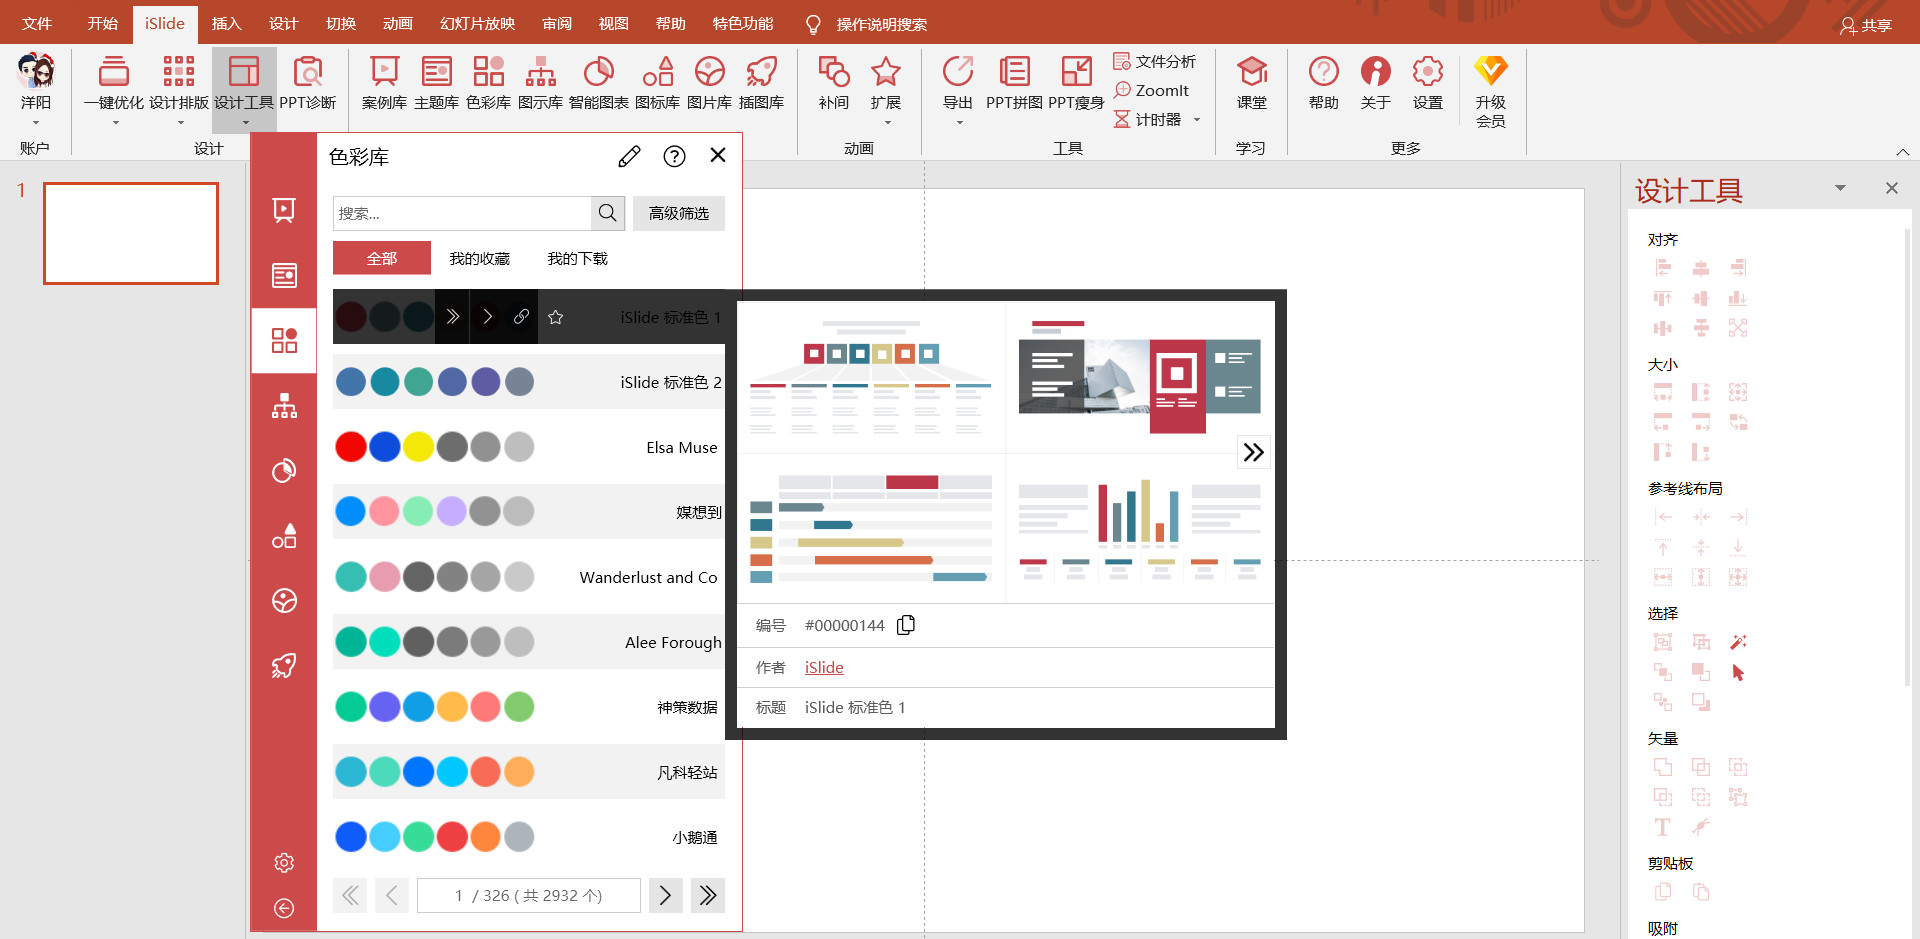 文件 开始 iSlide 插入 设计 切换 动画 幻灯片放映 审阅 视图 帮助 特色功能 操作说明搜索 共享
洋阳 一键优化 设计排版 设计工具 PPT诊断 案例库 主题库 色彩库 图示库 智能图表 图标库 图片库 插图库 补间 扩展 导出 PPT拼图 PPT瘦身 文件分析 ZoomIt 计时器 课堂 帮助 关于 设置 升级会员
账户 设计 动画 工具 学习 更多
1
色彩库
搜索... 高级筛选
全部 我的收藏 我的下载
iSlide 标准色 1
iSlide 标准色 2
Elsa Muse
媒想到
Wanderlust and Co
Alee Forough
神策数据
凡科轻站
小鹅通
1 / 326 ( 共 2932 个)
编号 #00000144
作者 iSlide
标题 iSlide 标准色 1
设计工具
对齐
大小
参考线布局
选择
矢量
剪贴板
吸附